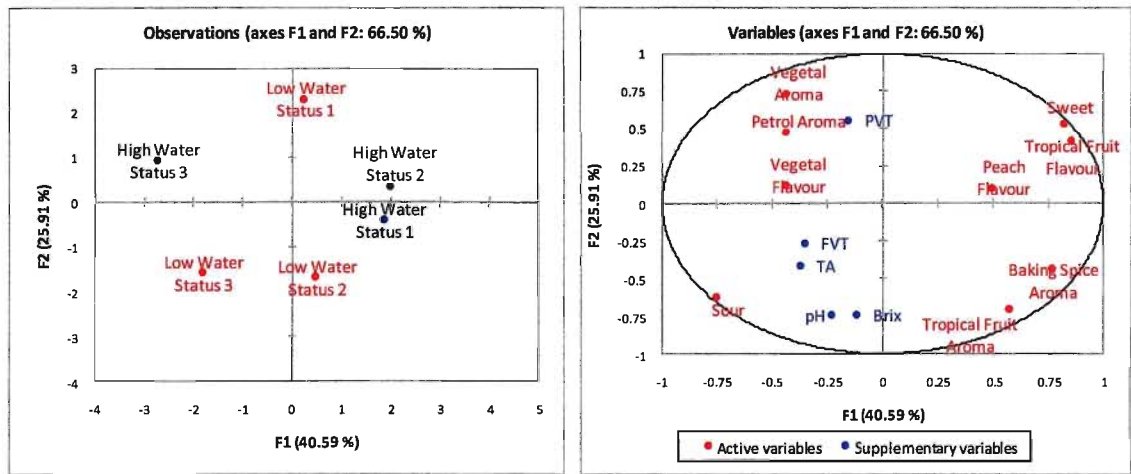 Observations (axes F1 and F2: 66.50 %)
3
2
1
0
-1
-2
-3
-4
F2 (25.91 %)
Low Water
Status 1
High Water
Status 3
High Water
Status 2
High Water
Status 1
Low Water
Status 3
Low Water
Status 2
-4 -3 -2 -1 0 1 2 3 4 5
F1 (40.59 %)
Variables (axes F1 and F2: 66.50 %)
1
0.75
0.5
0.25
0
-0.25
-0.5
-0.75
-1
F2 (25.91 %)
Vegetal
Aroma
Petrol Aroma
PVT
Vegetal
Flavour
Sweet
Tropical Fruit
Flavour
Peach
Flavour
FVT
TA
Baking Spice
Aroma
Sour
pH
Brix
Tropical Fruit
Aroma
-1 -0.75 -0.5 -0.25 0 0.25 0.5 0.75 1
F1 (40.59 %)
Active variables
Supplementary variables